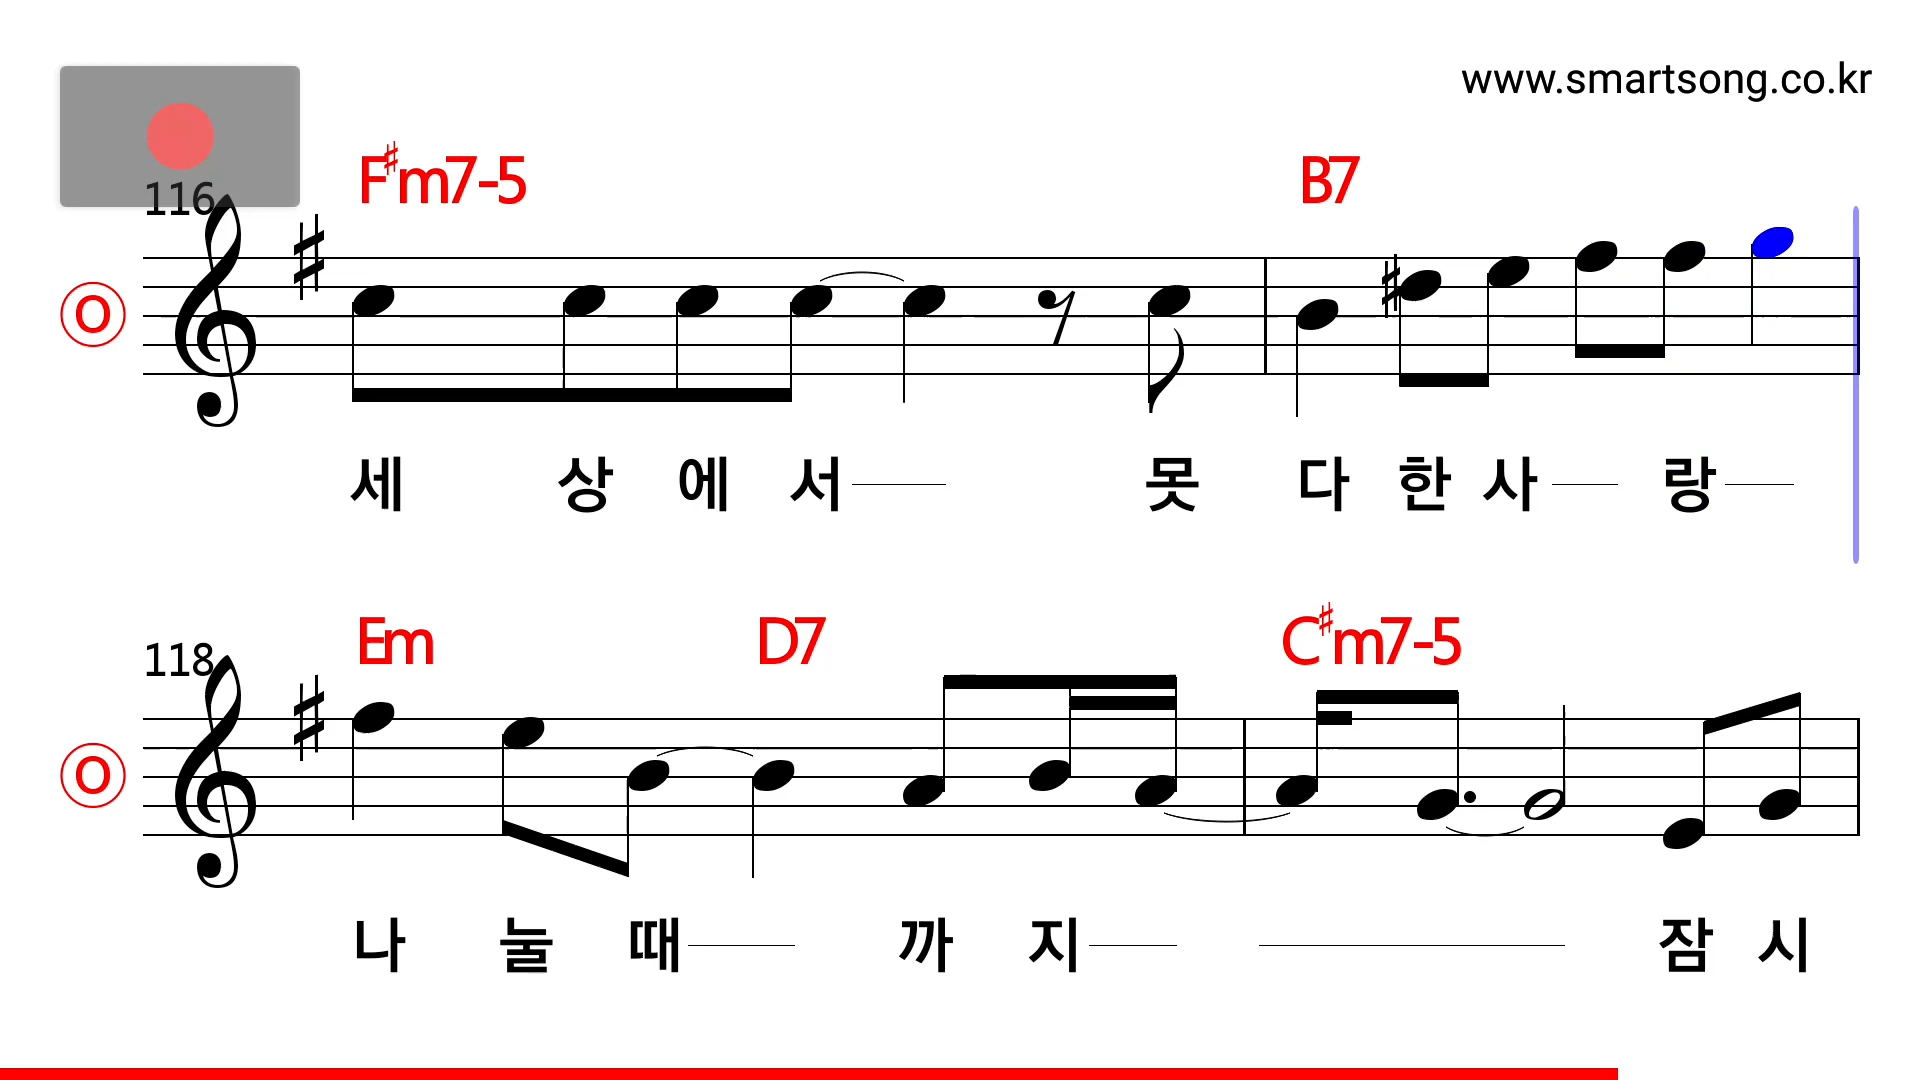 www.smartsong.co.kr
116
F♯m7-5 B7
O
세 상 에 서 못 다 한 사 랑
118
Em D7 C♯m7-5
O
나 눌 때 까 지 잠 시